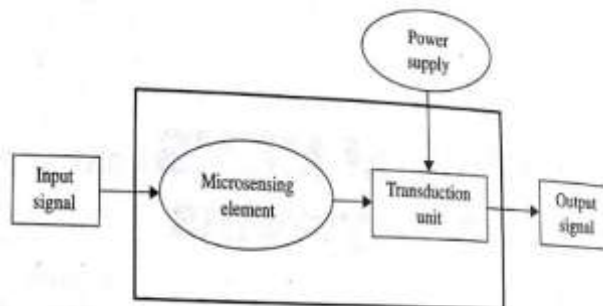 Power
supply
Input
signal
Microsensing
element
Transduction
unit
Output
signal